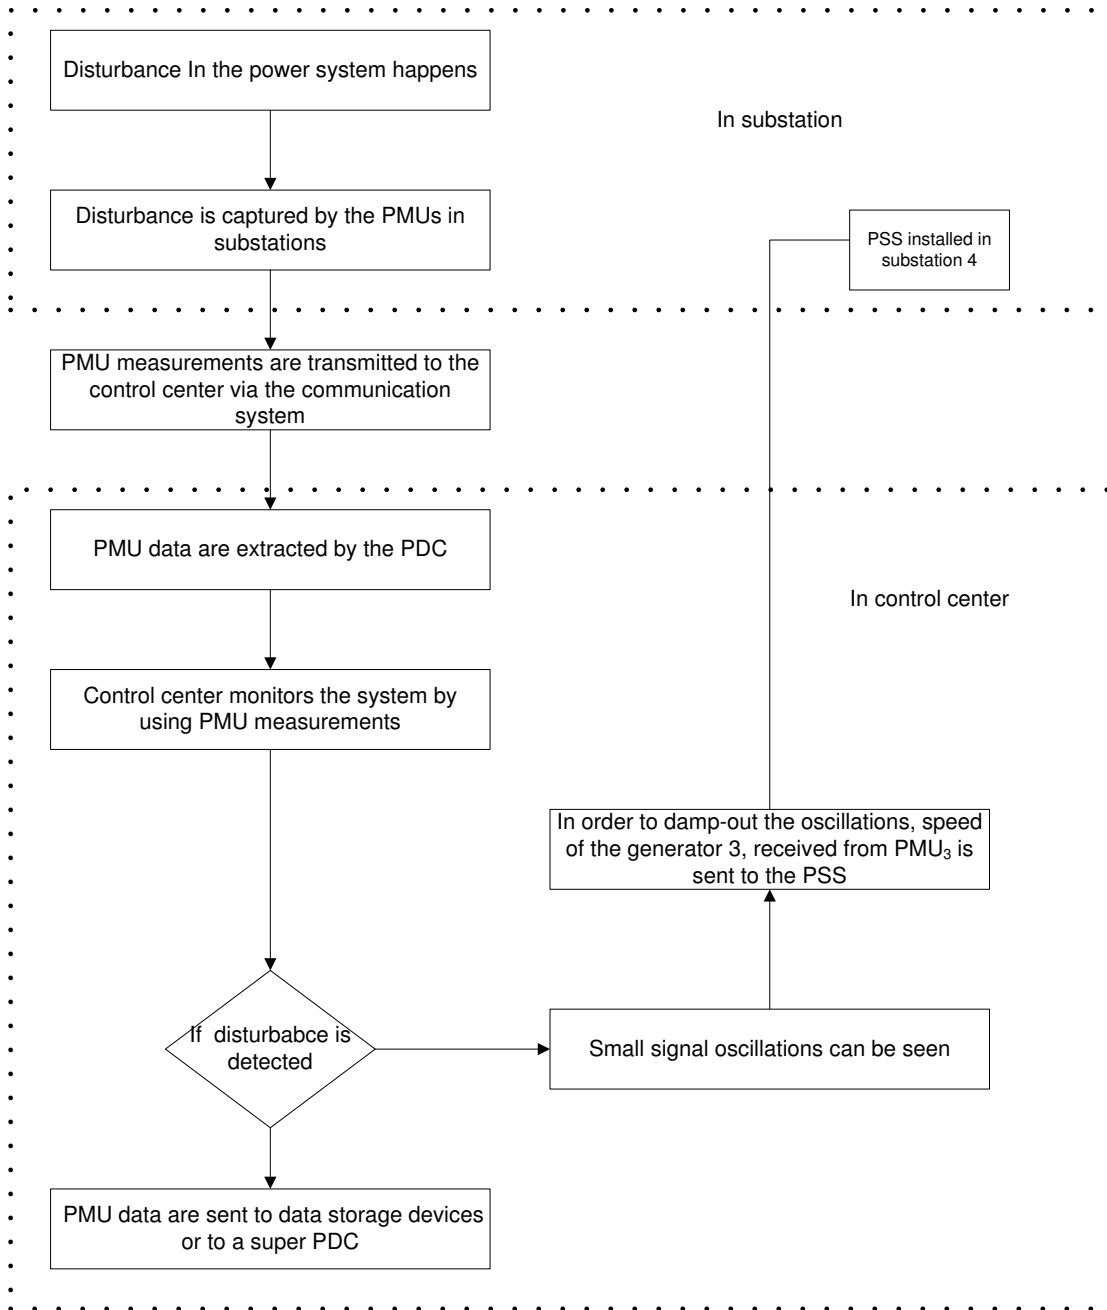 Disturbance In the power system happens
In substation
Disturbance is captured by the PMUs in
substations
PSS installed in
substation 4
PMU measurements are transmitted to the
control center via the communication
system
PMU data are extracted by the PDC
In control center
Control center monitors the system by
using PMU measurements
In order to damp-out the oscillations, speed
of the generator 3, received from PMU₃ is
sent to the PSS
If disturbabce is
detected
Small signal oscillations can be seen
PMU data are sent to data storage devices
or to a super PDC